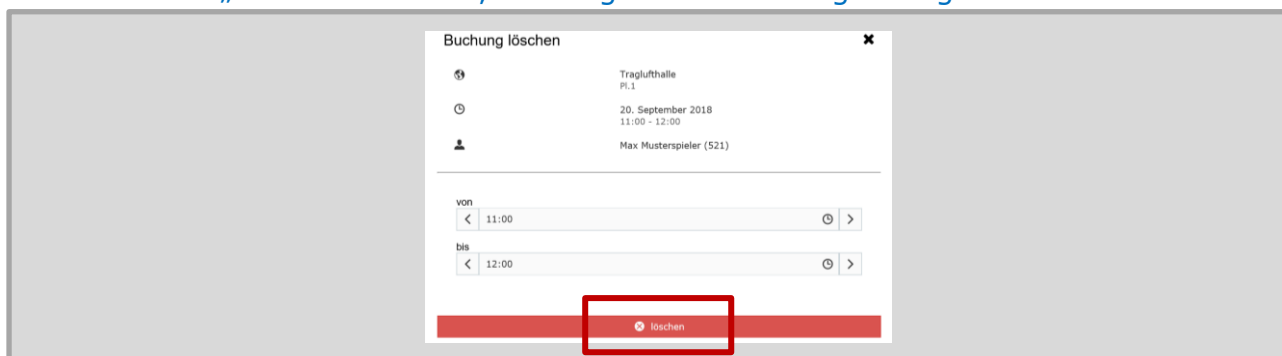 Buchung löschen
Traglufthalle
Pl.1
20. September 2018
11:00 - 12:00
Max Musterspieler (521)
von
11:00
bis
12:00
löschen